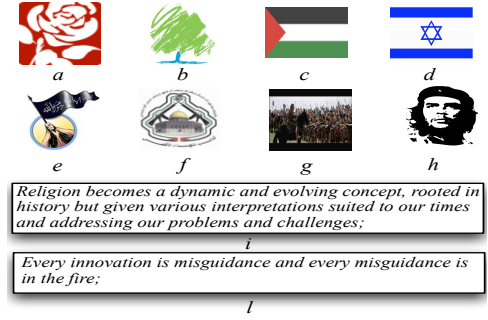 a b c d
e f g h
Religion becomes a dynamic and evolving concept, rooted in
history but given various interpretations suited to our times
and addressing our problems and challenges;
i
Every innovation is misguidance and every misguidance is
in the fire;
l